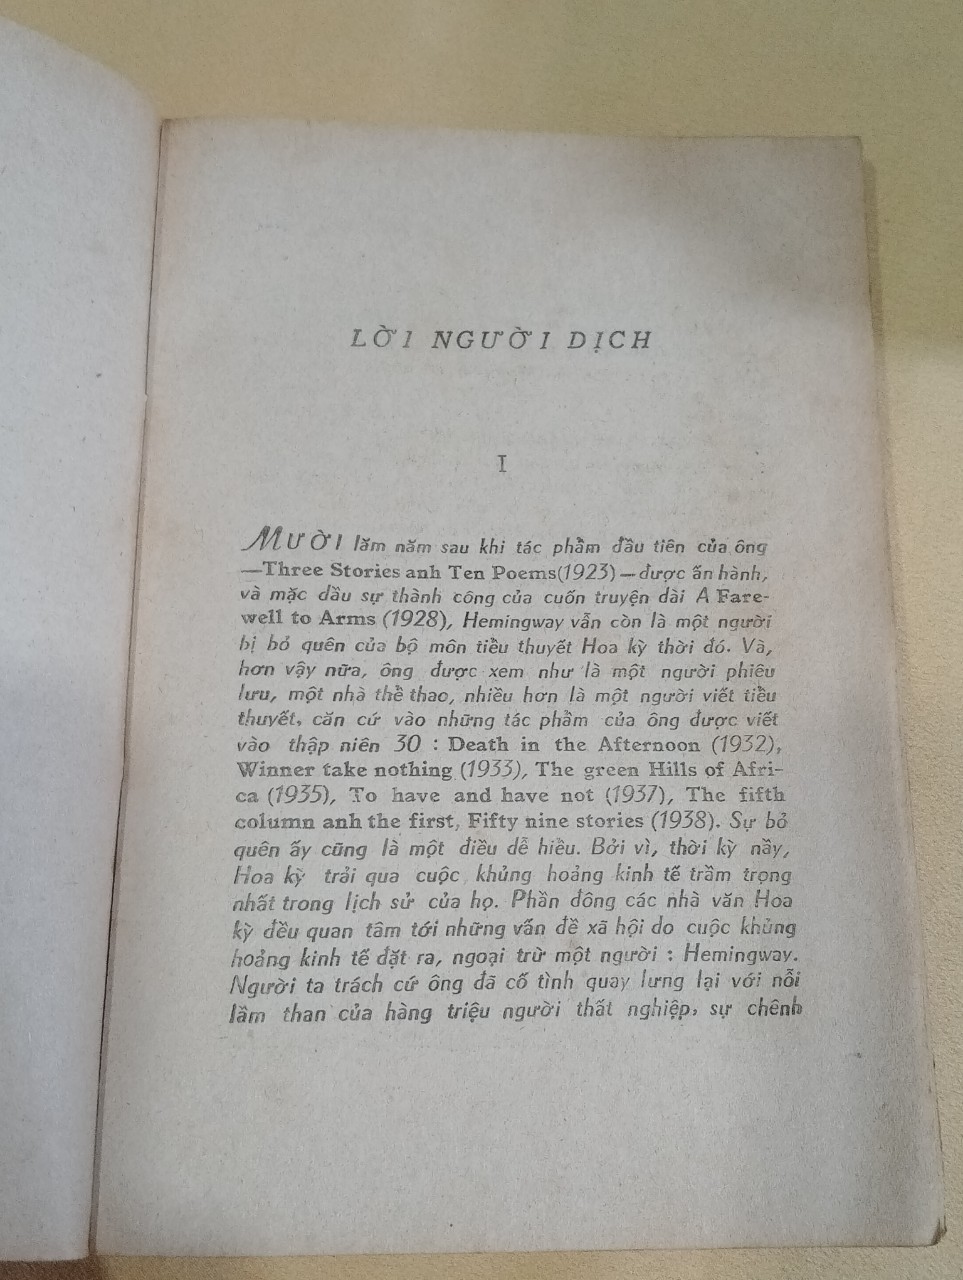 LỜI NGƯỜI DỊCH
I
MƯỜI lăm năm sau khi tác phẩm đầu tiên của ông
—Three Stories anh Ten Poems(1923)—được ấn hành,
và mặc dầu sự thành công của cuốn truyện dài A Fare-
well to Arms (1928), Hemingway vẫn còn là một người
bị bỏ quên của bộ môn tiểu thuyết Hoa kỳ thời đó. Và,
hơn vậy nữa, ông được xem như là một người phiêu
lưu, một nhà thể thao, nhiều hơn là một người viết tiểu
thuyết, căn cứ vào những tác phẩm của ông được viết
vào thập niên 30 : Death in the Afternoon (1932),
Winner take nothing (1933), The green Hills of Afri-
ca (1935), To have and have not (1937), The fifth
column anh the first, Fifty nine stories (1938). Sự bỏ
quên ấy cũng là một điều dễ hiểu. Bởi vì, thời kỳ nầy,
Hoa kỳ trải qua cuộc khủng hoảng kinh tế trầm trọng
nhất trong lịch sử của họ. Phần đông các nhà văn Hoa
kỳ đều quan tâm tới những vấn đề xã hội do cuộc khủng
hoảng kinh tế đặt ra, ngoại trừ một người : Hemingway.
Người ta trách cứ ông đã cố tình quay lưng lại với nỗi
lầm than của hàng triệu người thất nghiệp, sự chênh